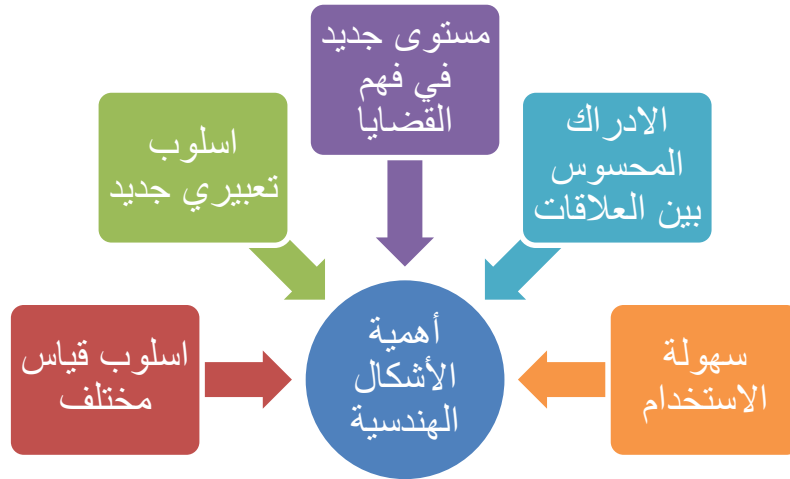 مستوى جديد
في فهم
القضايا
الادراك
المحسوس
بين العلاقات
اسلوب
تعبيري جديد
أهمية
الأشكال
الهندسية
سهولة
الاستخدام
اسلوب قياس
مختلف